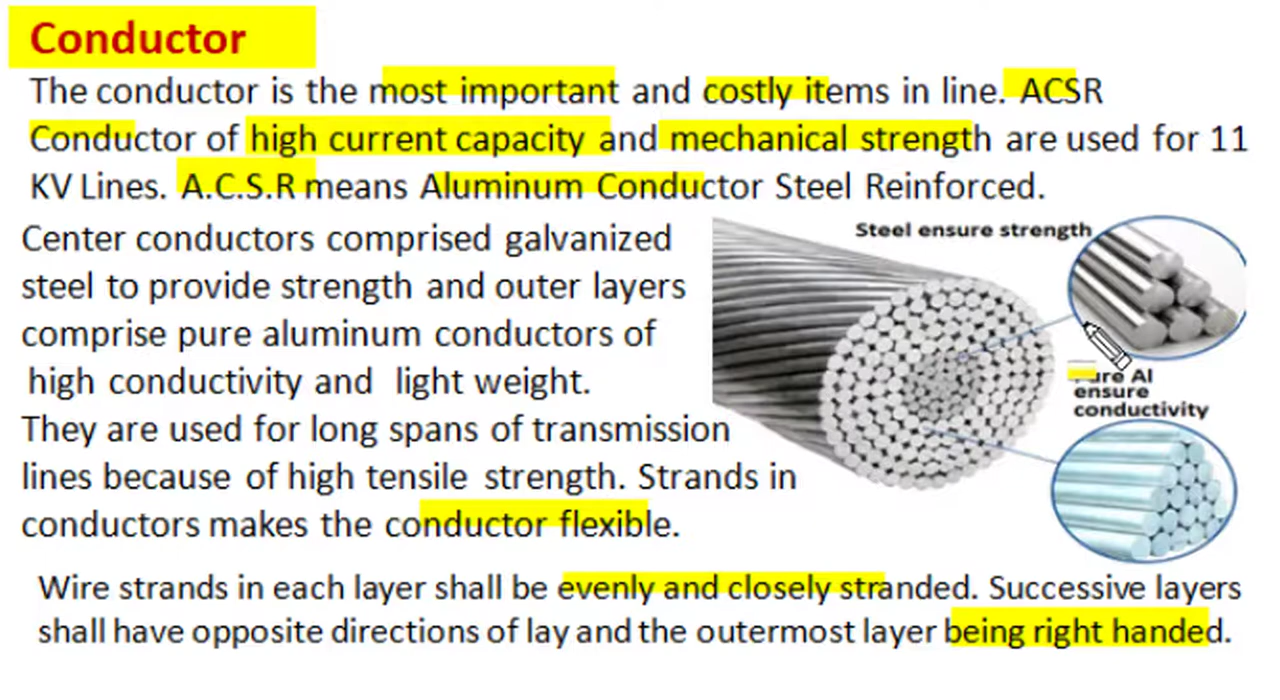 Conductor
The conductor is the most important and costly items in line. ACSR
Conductor of high current capacity and mechanical strength are used for 11
KV Lines. A.C.S.R means Aluminum Conductor Steel Reinforced.
Center conductors comprised galvanized
steel to provide strength and outer layers
comprise pure aluminum conductors of
high conductivity and light weight.
They are used for long spans of transmission
lines because of high tensile strength. Strands in
conductors makes the conductor flexible.
Steel ensure strength
Pure Al
ensure
conductivity
Wire strands in each layer shall be evenly and closely stranded. Successive layers
shall have opposite directions of lay and the outermost layer being right handed.